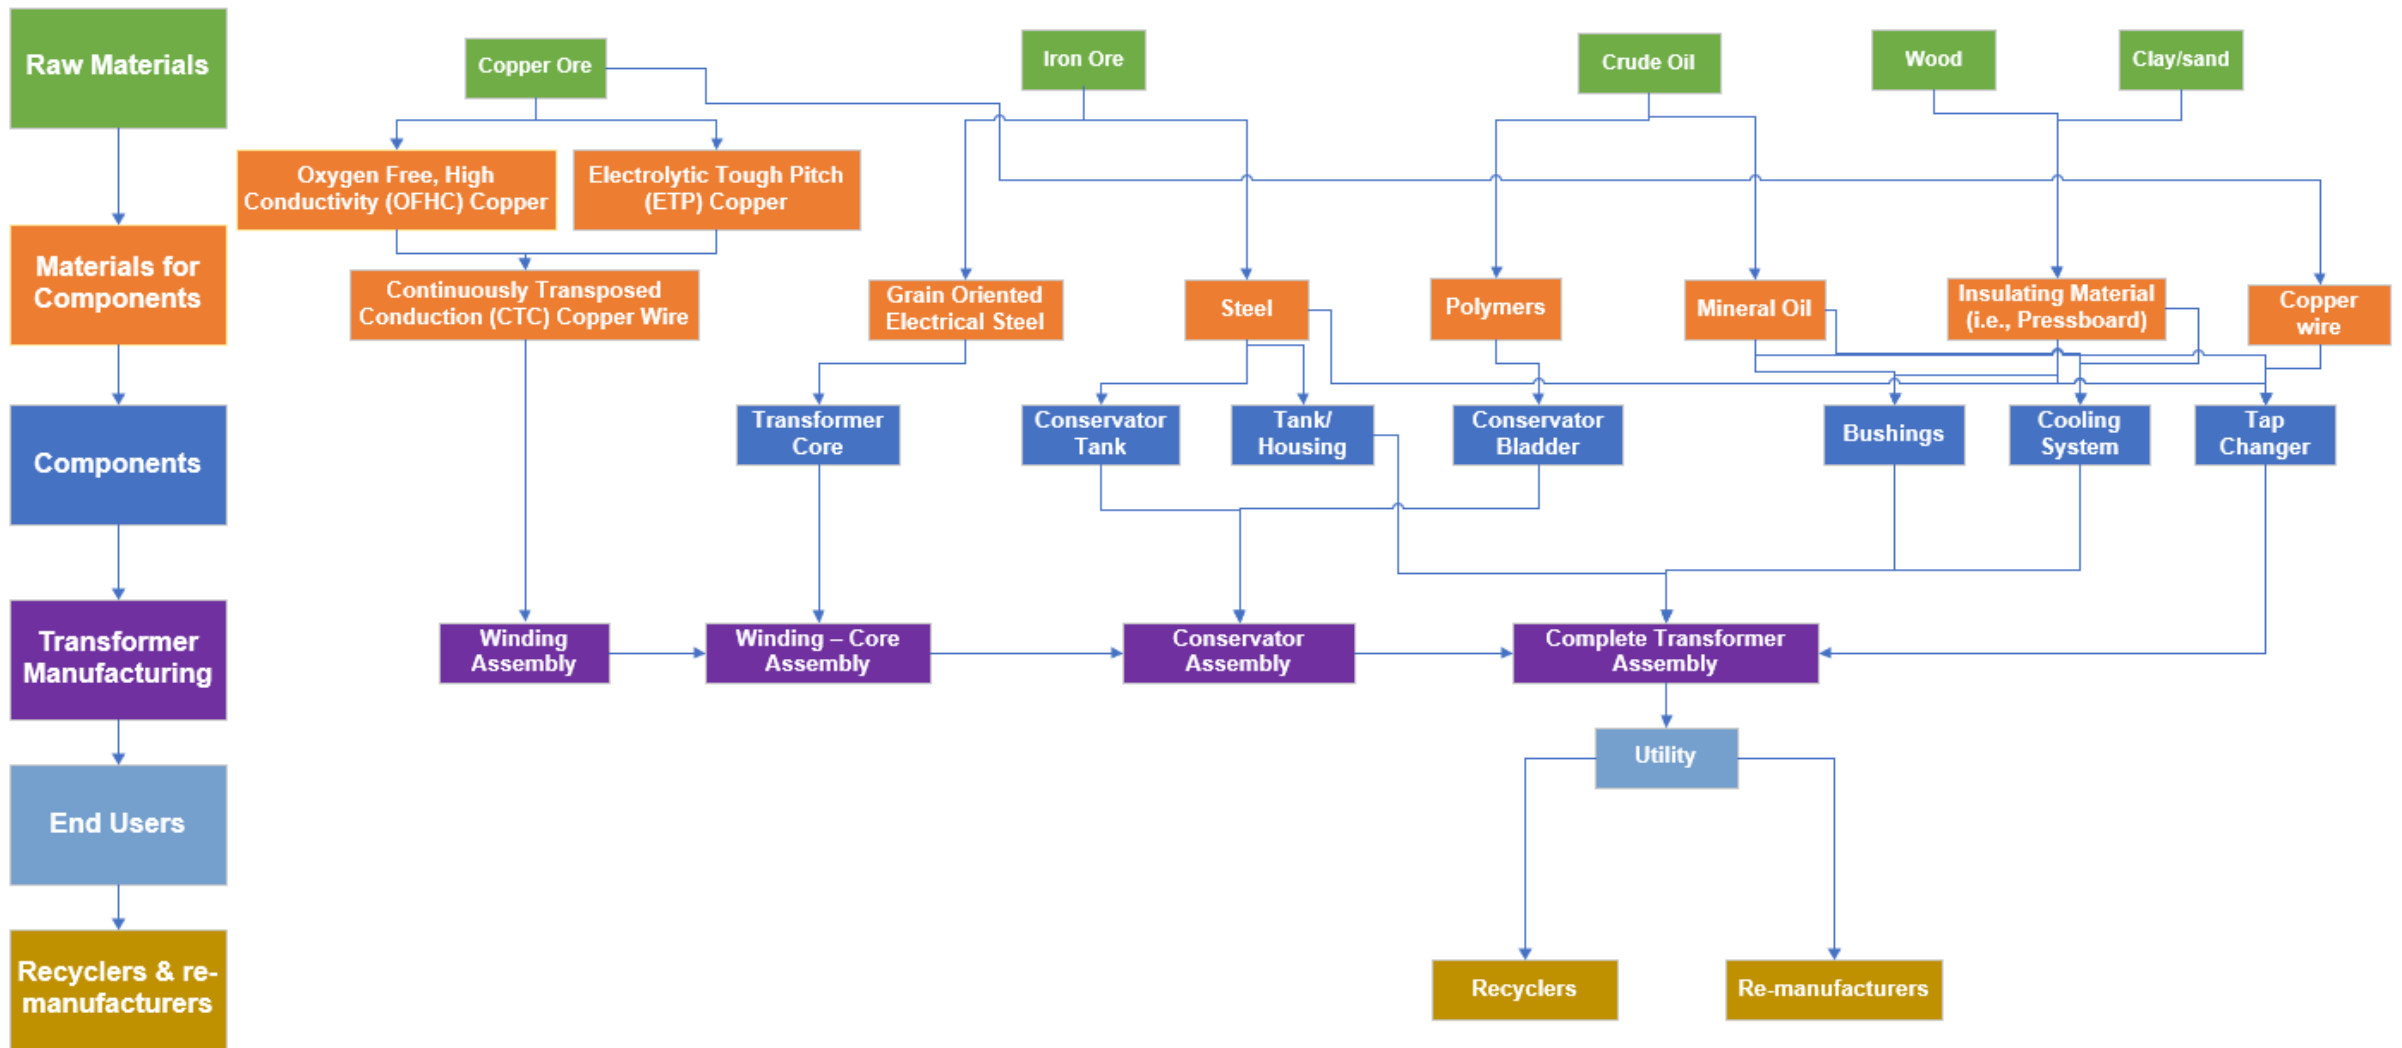 Raw Materials
Copper Ore
Iron Ore
Crude Oil
Wood
Clay/sand
Oxygen Free, High
Conductivity (OFHC) Copper
Electrolytic Tough Pitch
(ETP) Copper
Materials for
Components
Continuously Transposed
Conduction (CTC) Copper Wire
Grain Oriented
Electrical Steel
Steel
Polymers
Mineral Oil
Insulating Material
(i.e., Pressboard)
Copper
wire
Components
Transformer
Core
Conservator
Tank
Tank/
Housing
Conservator
Bladder
Bushings
Cooling
System
Tap
Changer
Transformer
Manufacturing
Winding
Assembly
Winding – Core
Assembly
Conservator
Assembly
Complete Transformer
Assembly
End Users
Utility
Recyclers & re-
manufacturers
Recyclers
Re-manufacturers